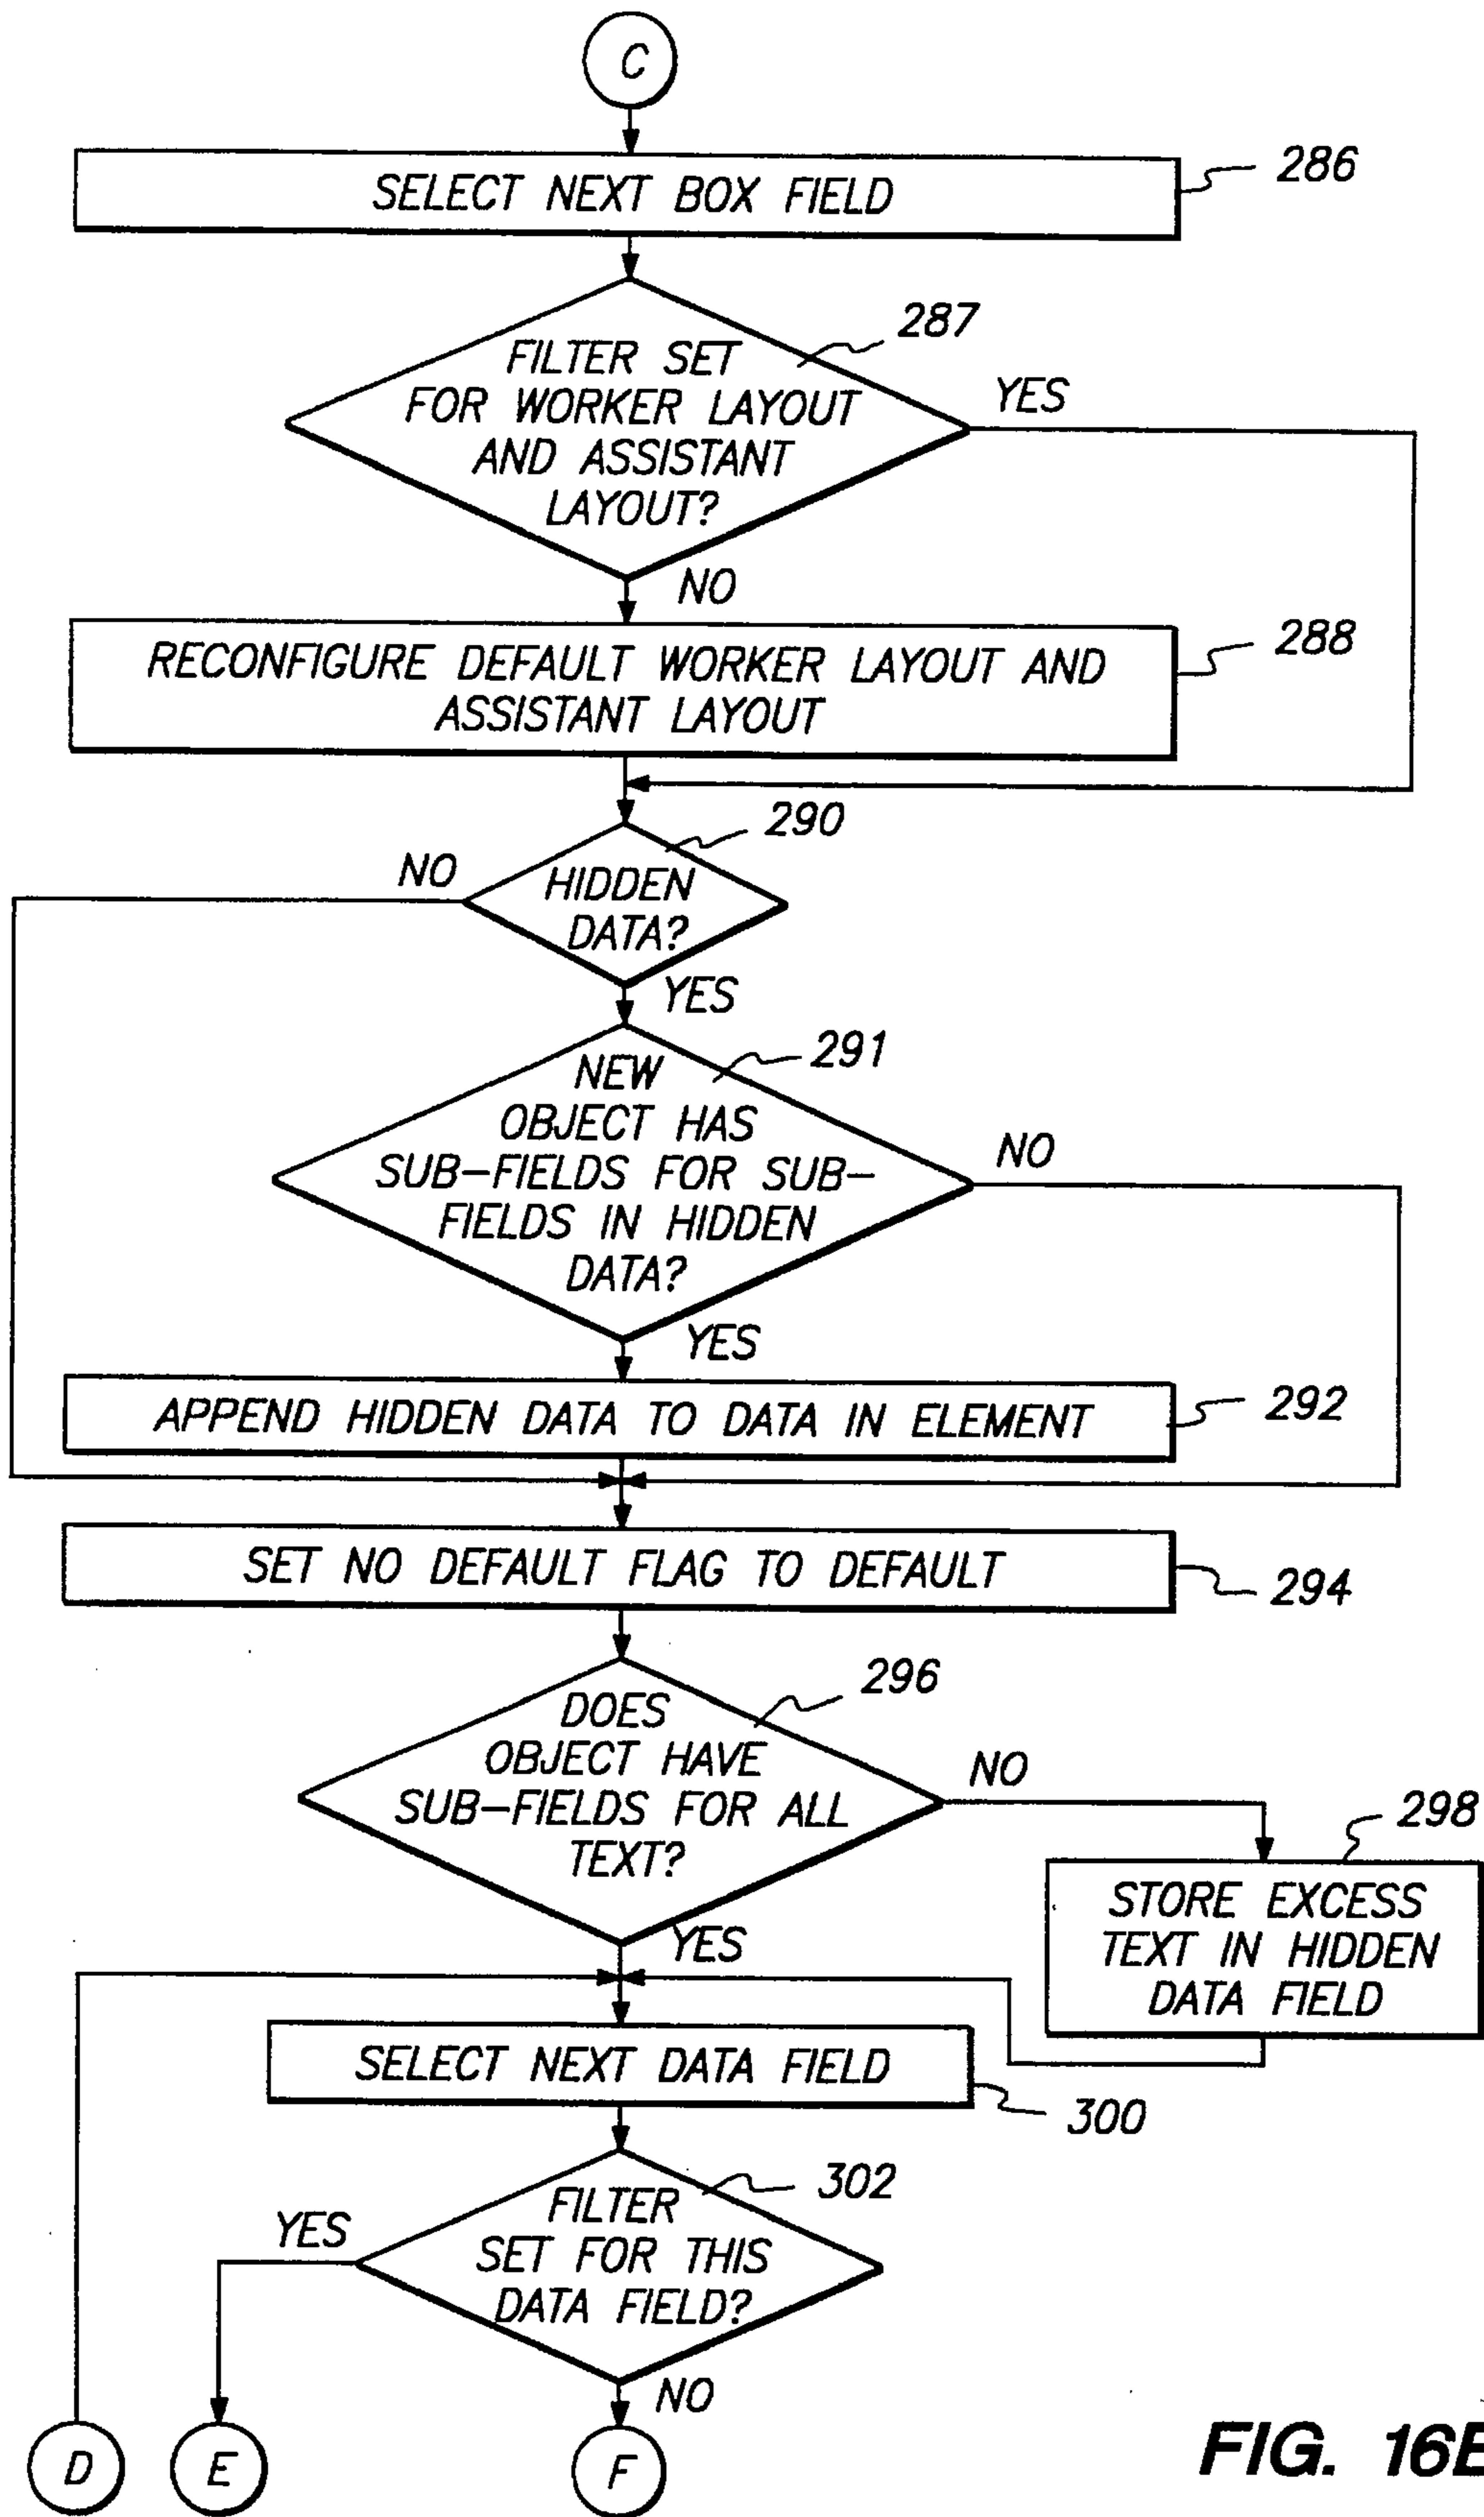 C
SELECT NEXT BOX FIELD
286
287
FILTER SET
FOR WORKER LAYOUT
AND ASSISTANT
LAYOUT?
YES
NO
RECONFIGURE DEFAULT WORKER LAYOUT AND
ASSISTANT LAYOUT
288
290
NO
HIDDEN
DATA?
YES
291
NEW
OBJECT HAS
SUB-FIELDS FOR SUB-
FIELDS IN HIDDEN
DATA?
NO
YES
APPEND HIDDEN DATA TO DATA IN ELEMENT
292
SET NO DEFAULT FLAG TO DEFAULT
294
296
DOES
OBJECT HAVE
SUB-FIELDS FOR ALL
TEXT?
NO
YES
298
STORE EXCESS
TEXT IN HIDDEN
DATA FIELD
SELECT NEXT DATA FIELD
300
302
FILTER
SET FOR THIS
DATA FIELD?
YES
NO
D
E
F
FIG. 16